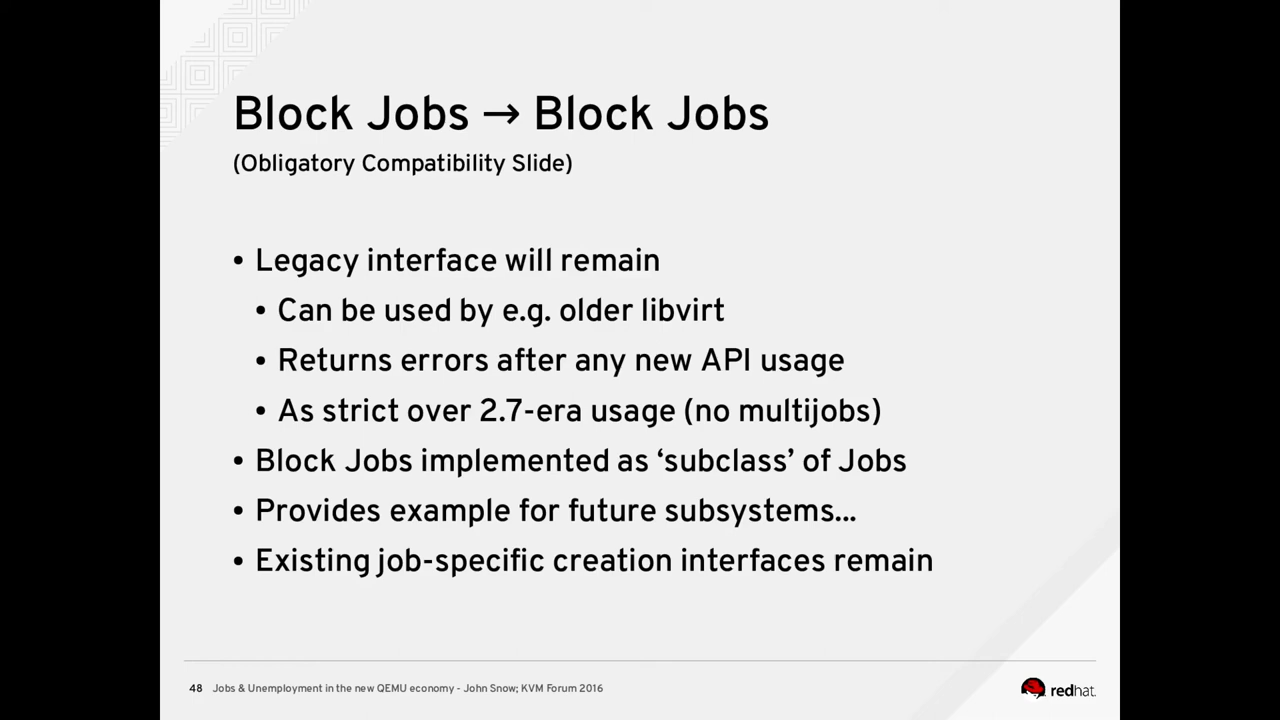 Block Jobs → Block Jobs
(Obligatory Compatibility Slide)
• Legacy interface will remain
• Can be used by e.g. older libvirt
• Returns errors after any new API usage
• As strict over 2.7-era usage (no multijobs)
• Block Jobs implemented as ‘subclass’ of Jobs
• Provides example for future subsystems...
• Existing job-specific creation interfaces remain
48 Jobs & Unemployment in the new QEMU economy - John Snow; KVM Forum 2016
redhat.